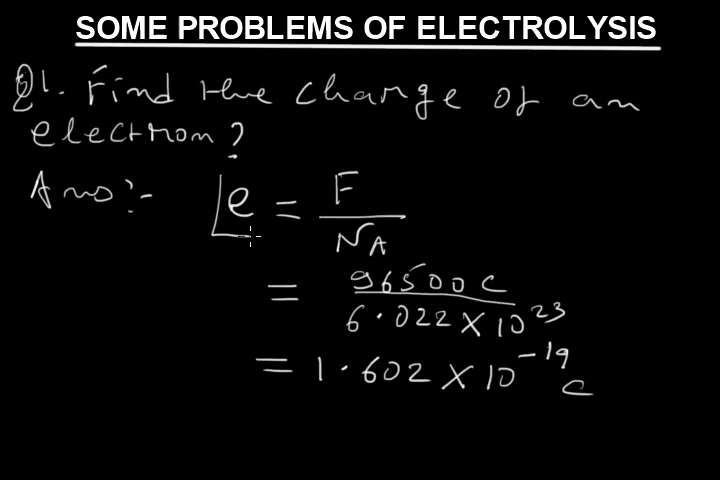 SOME PROBLEMS OF ELECTROLYSIS
Q1. Find the charge of an
electron?
Ans:- e = F / NA
= 96500 C / 6.022 × 10^23
= 1.602 × 10^-19 C